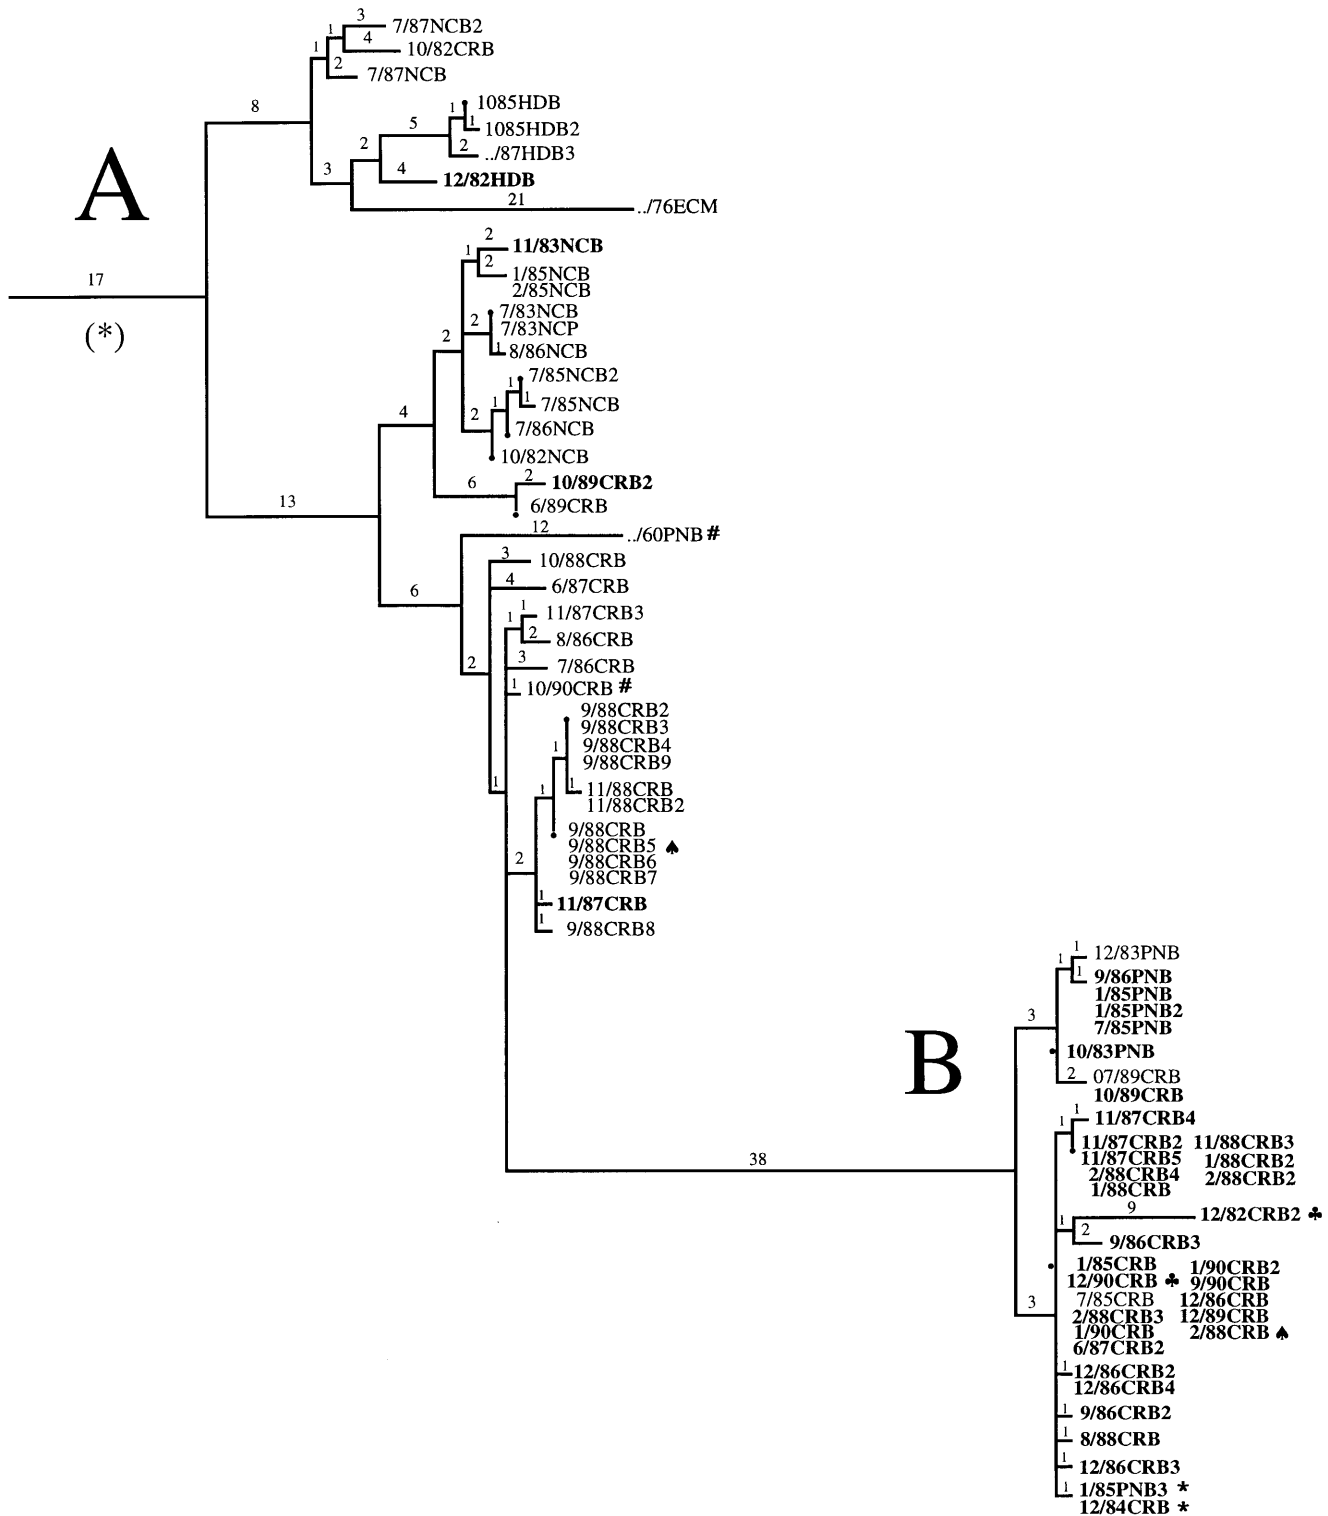 3
1
7/87NCB2
1
4
10/82CRB
2
7/87NCB
8
1
1085HDB
5
1
1085HDB2
2
2
../87HDB3
3
4
12/82HDB
A
21
../76ECM
2
1
11/83NCB
2
1/85NCB
2/85NCB
17
7/83NCB
2
7/83NCP
(*)
2
1
8/86NCB
1
7/85NCB2
1
1
7/85NCB
4
2
7/86NCB
10/82NCB
6
2
10/89CRB2
13
6/89CRB
12
../60PNB #
3
10/88CRB
4
6/87CRB
6
1
1
11/87CRB3
2
8/86CRB
2
3
7/86CRB
1
10/90CRB #
9/88CRB2
9/88CRB3
1
9/88CRB4
9/88CRB9
1
1
1
11/88CRB
11/88CRB2
9/88CRB
9/88CRB5 ♠
2
9/88CRB6
9/88CRB7
1
11/87CRB
1
9/88CRB8
1
1
12/83PNB
1
9/86PNB
1/85PNB
3
1/85PNB2
7/85PNB
B
10/83PNB
2
07/89CRB
10/89CRB
1
1
11/87CRB4
11/87CRB2 11/88CRB3
38
11/87CRB5 1/88CRB2
2/88CRB4 2/88CRB2
1/88CRB
9
12/82CRB2 ♣
1
2
9/86CRB3
1/85CRB 1/90CRB2
12/90CRB ♣ 9/90CRB
3
7/85CRB 12/86CRB
2/88CRB3 12/89CRB
1/90CRB 2/88CRB ♠
6/87CRB2
1
12/86CRB2
12/86CRB4
1
9/86CRB2
1
8/88CRB
1
12/86CRB3
1
1/85PNB3 *
12/84CRB *